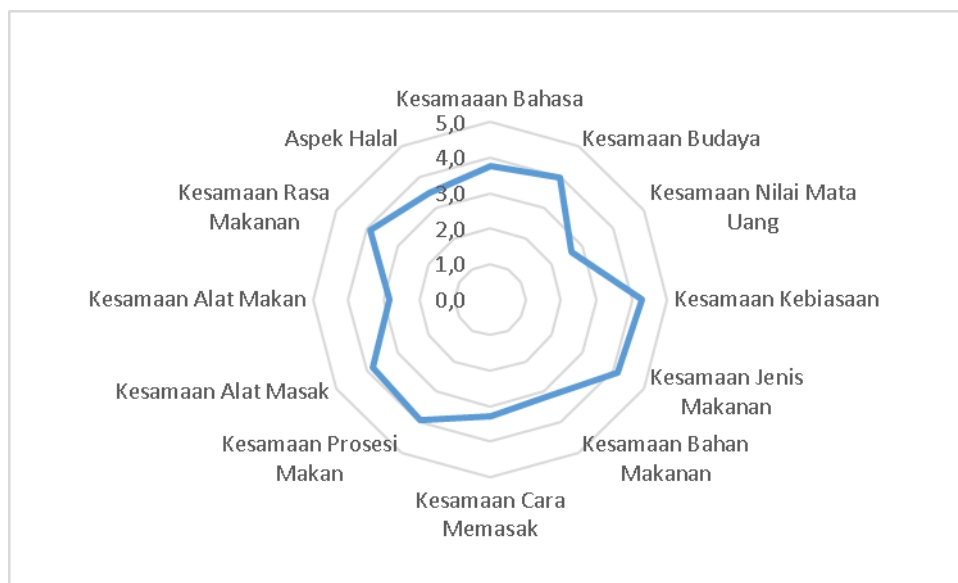 Kesamaaan Bahasa
Kesamaan Budaya
Kesamaan Nilai Mata
Uang
Kesamaan Kebiasaan
Kesamaan Jenis
Makanan
Kesamaan Bahan
Makanan
Kesamaan Cara
Memasak
Kesamaan Prosesi
Makan
Kesamaan Alat Masak
Kesamaan Alat Makan
Kesamaan Rasa
Makanan
Aspek Halal
5,0
4,0
3,0
2,0
1,0
0,0